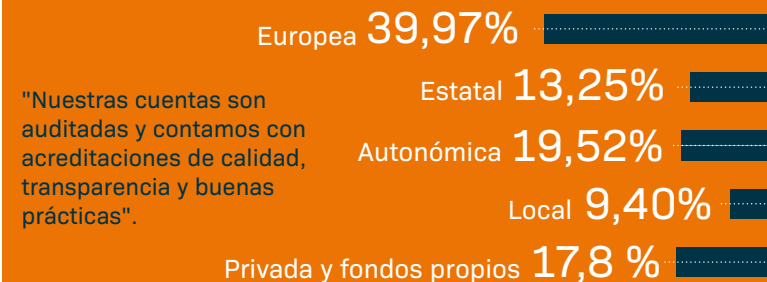 Europea 39,97%
Estatal 13,25%
"Nuestras cuentas son
auditadas y contamos con
acreditaciones de calidad,
transparencia y buenas
prácticas".
Autonómica 19,52%
Local 9,40%
Privada y fondos propios 17,8 %